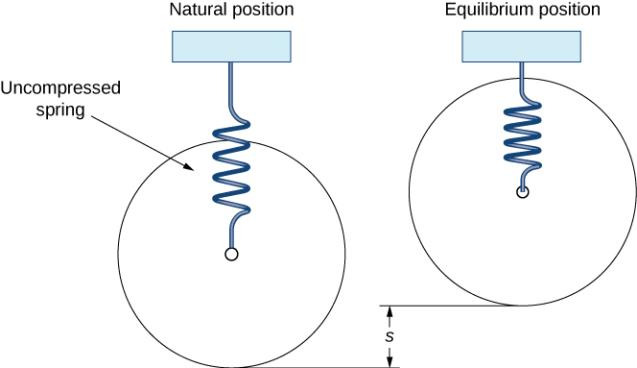 Natural position
Equilibrium position
Uncompressed
spring
s